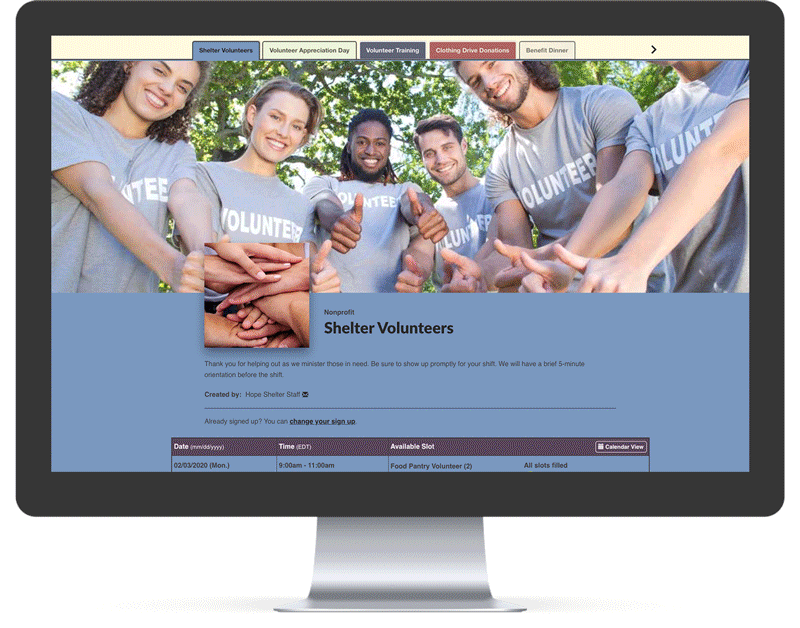 Shelter Volunteers
Volunteer Appreciation Day
Volunteer Training
Clothing Drive Donations
Benefit Dinner
NTEE
VOLUNTEER
VOLUNTEER
VOLUNTEER
VOLUNTEER
VOLUNTE
Nonprofit
Shelter Volunteers
Thank you for helping out as we minister those in need. Be sure to show up promptly for your shift. We will have a brief 5-minute
orientation before the shift.
Created by: Hope Shelter Staff
Already signed up? You can change your sign up.
Date (mm/dd/yyyy) Time (EDT) Available Slot Calendar View
02/03/2020 (Mon.) 9:00am - 11:00am Food Pantry Volunteer (2) All slots filled